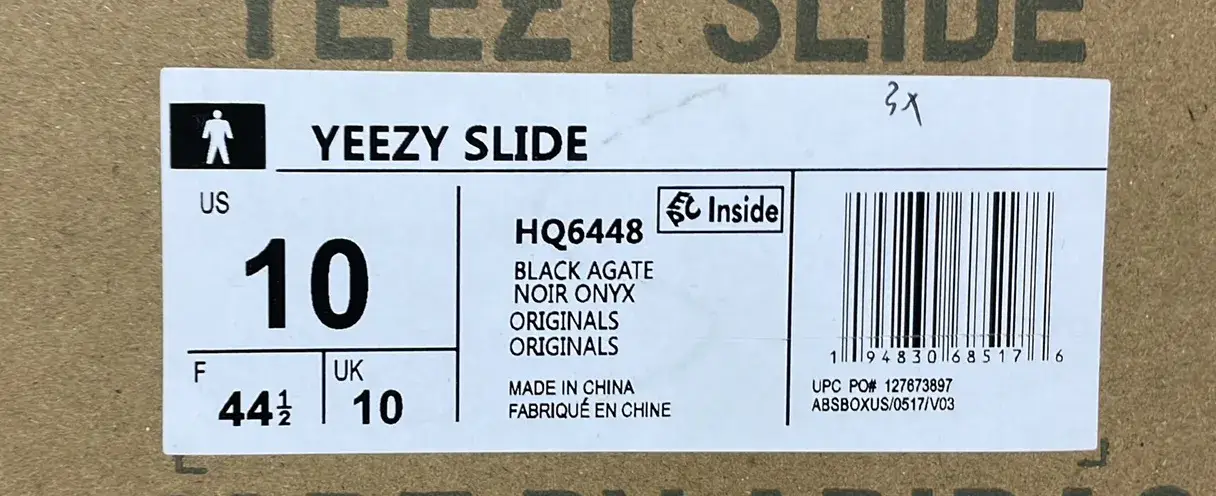 YEEZY SLIDE
3x
YEEZY SLIDE
US
10
F
44½
UK
10
HQ6448
Inside
BLACK AGATE
NOIR ONYX
ORIGINALS
ORIGINALS
MADE IN CHINA
FABRIQUÉ EN CHINE
1 94830 68517 6
UPC PO# 127673897
ABSBOXUS/0517/V03